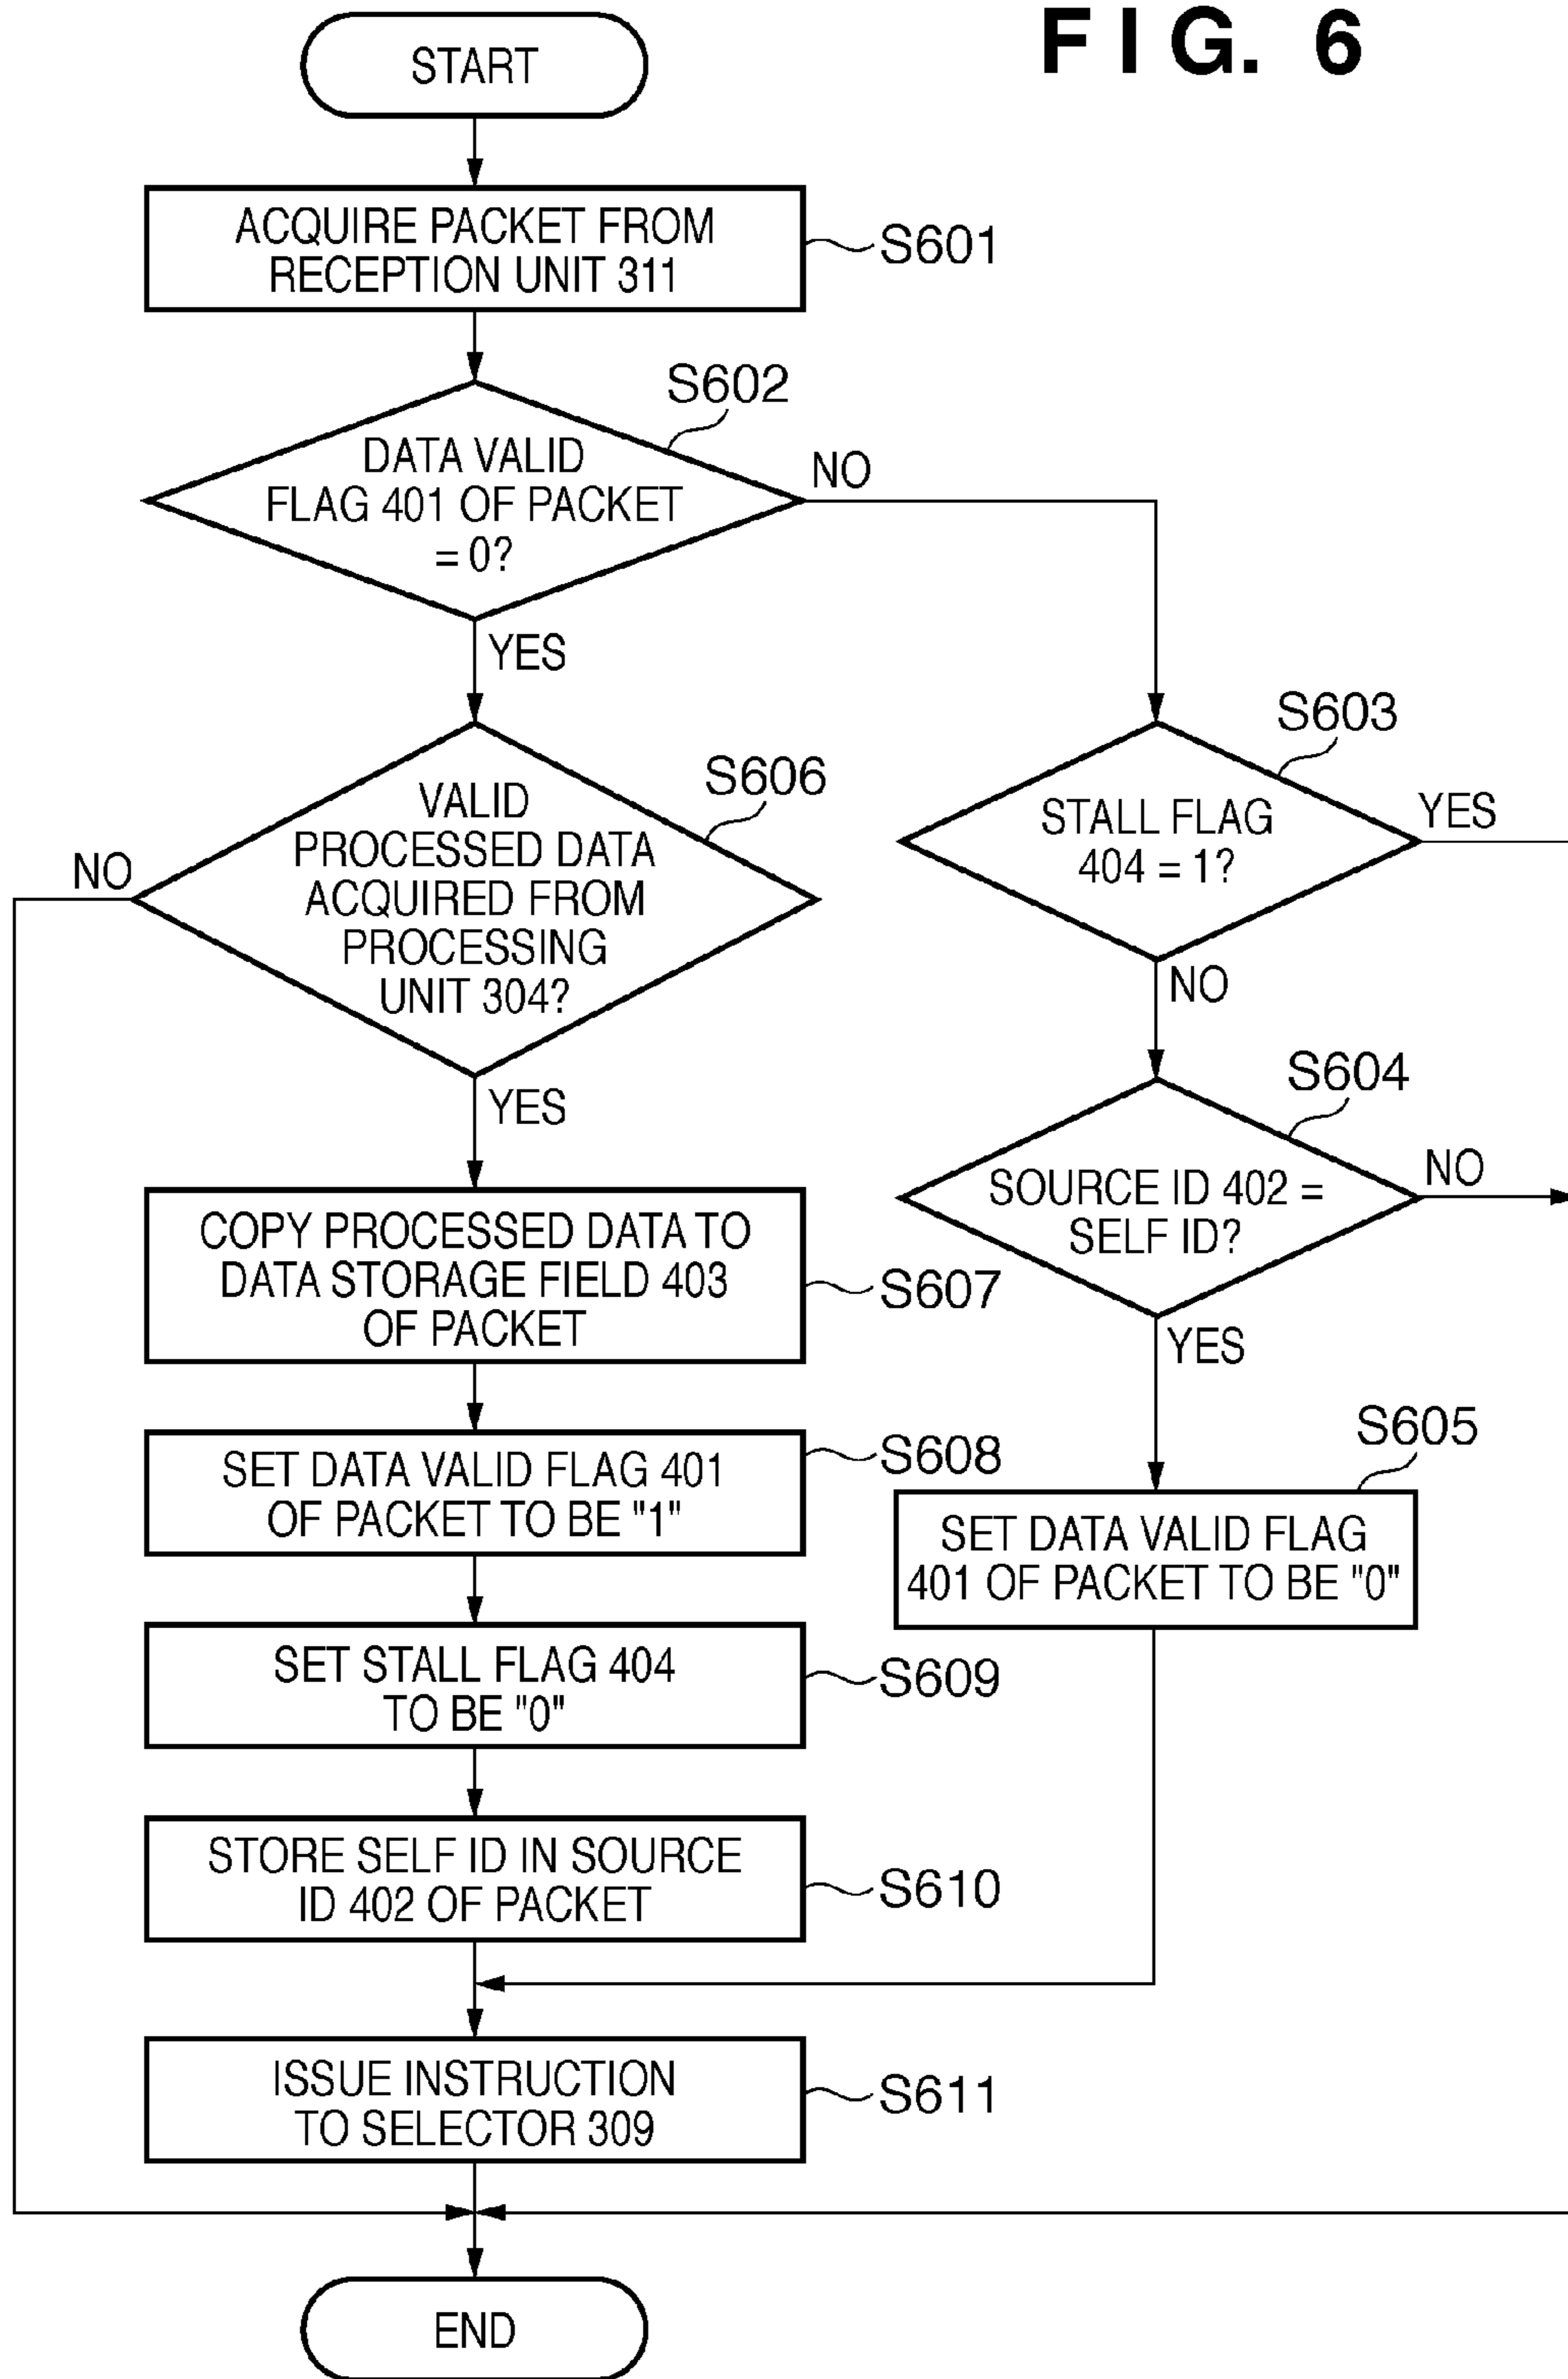 FIG. 6
START
ACQUIRE PACKET FROM
RECEPTION UNIT 311
S601
S602
DATA VALID
FLAG 401 OF PACKET
= 0?
NO
YES
S603
STALL FLAG
404 = 1?
YES
NO
S606
VALID
PROCESSED DATA
ACQUIRED FROM
PROCESSING
UNIT 304?
NO
YES
S604
SOURCE ID 402 =
SELF ID?
NO
YES
COPY PROCESSED DATA TO
DATA STORAGE FIELD 403
OF PACKET
S607
SET DATA VALID FLAG 401
OF PACKET TO BE "1"
S608
S605
SET DATA VALID FLAG
401 OF PACKET TO BE "0"
SET STALL FLAG 404
TO BE "0"
S609
STORE SELF ID IN SOURCE
ID 402 OF PACKET
S610
ISSUE INSTRUCTION
TO SELECTOR 309
S611
END